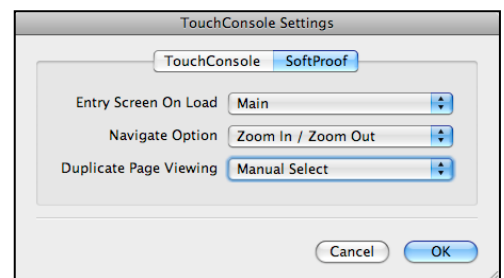 TouchConsole Settings
TouchConsole SoftProof
Entry Screen On Load Main
Navigate Option Zoom In / Zoom Out
Duplicate Page Viewing Manual Select
Cancel OK